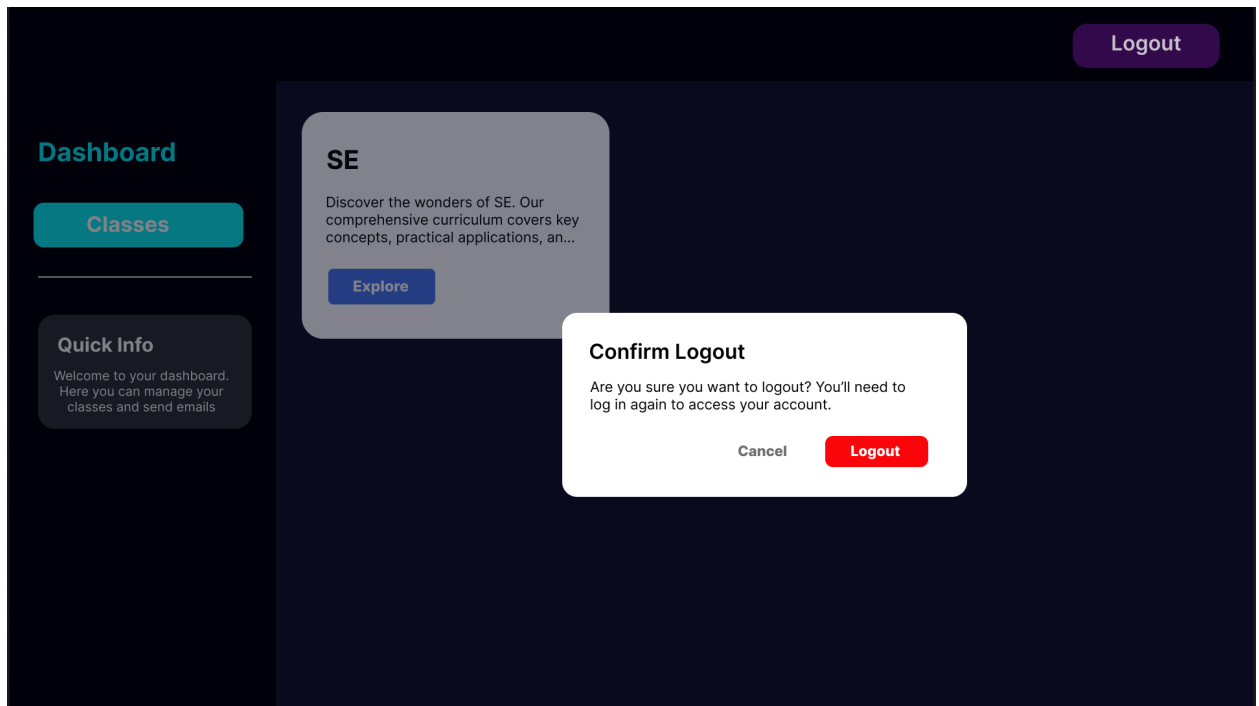 Logout
Dashboard
Classes
Quick Info
Welcome to your dashboard.
Here you can manage your
classes and send emails
SE
Discover the wonders of SE. Our
comprehensive curriculum covers key
concepts, practical applications, an...
Explore
Confirm Logout
Are you sure you want to logout? You’ll need to
log in again to access your account.
Cancel Logout